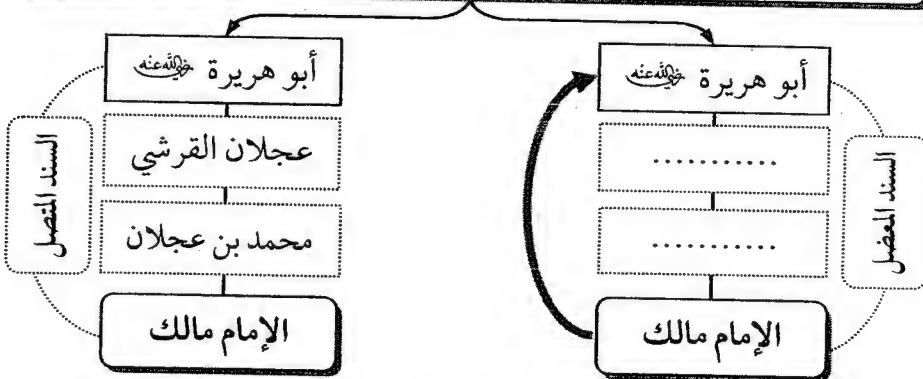 أبو هريرة رضي الله عنه
...........
...........
الإمام مالك
السند المعضل
أبو هريرة رضي الله عنه
عجلان القرشي
محمد بن عجلان
الإمام مالك
السند المتصل